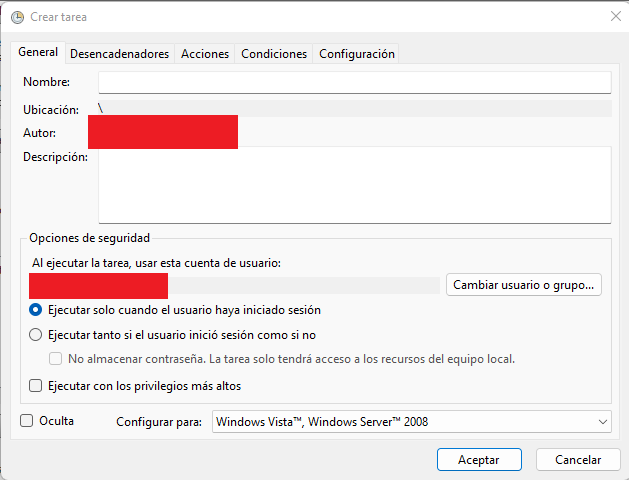 Crear tarea
General Desencadenadores Acciones Condiciones Configuración
Nombre:
Ubicación: \
Autor:
Descripción:
Opciones de seguridad
Al ejecutar la tarea, usar esta cuenta de usuario:
Cambiar usuario o grupo...
Ejecutar solo cuando el usuario haya iniciado sesión
Ejecutar tanto si el usuario inició sesión como si no
No almacenar contraseña. La tarea solo tendrá acceso a los recursos del equipo local.
Ejecutar con los privilegios más altos
Oculta Configurar para: Windows Vista™, Windows Server™ 2008
Aceptar Cancelar